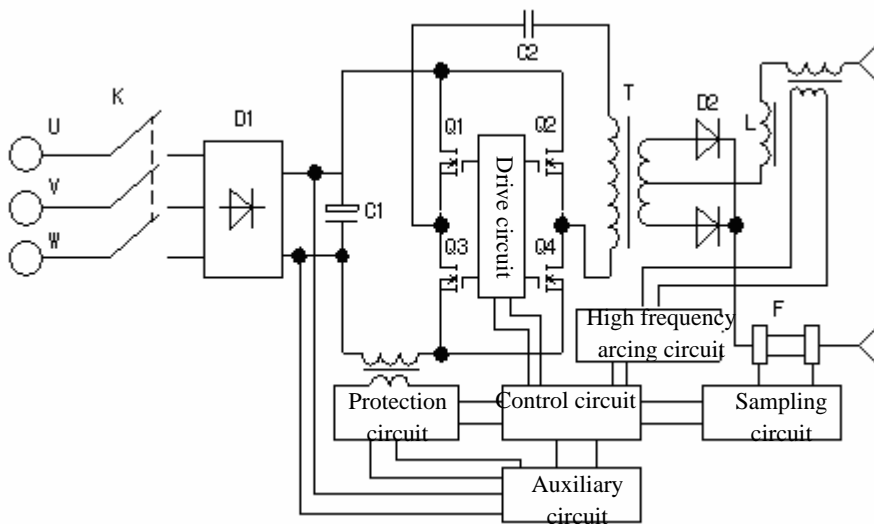 C2
K
T
D2
U
D1
Q1
Q2
L
Drive circuit
V
C1
W
Q3
Q4
F
High frequency
arcing circuit
Protection
circuit
Control circuit
Sampling
circuit
Auxiliary
circuit